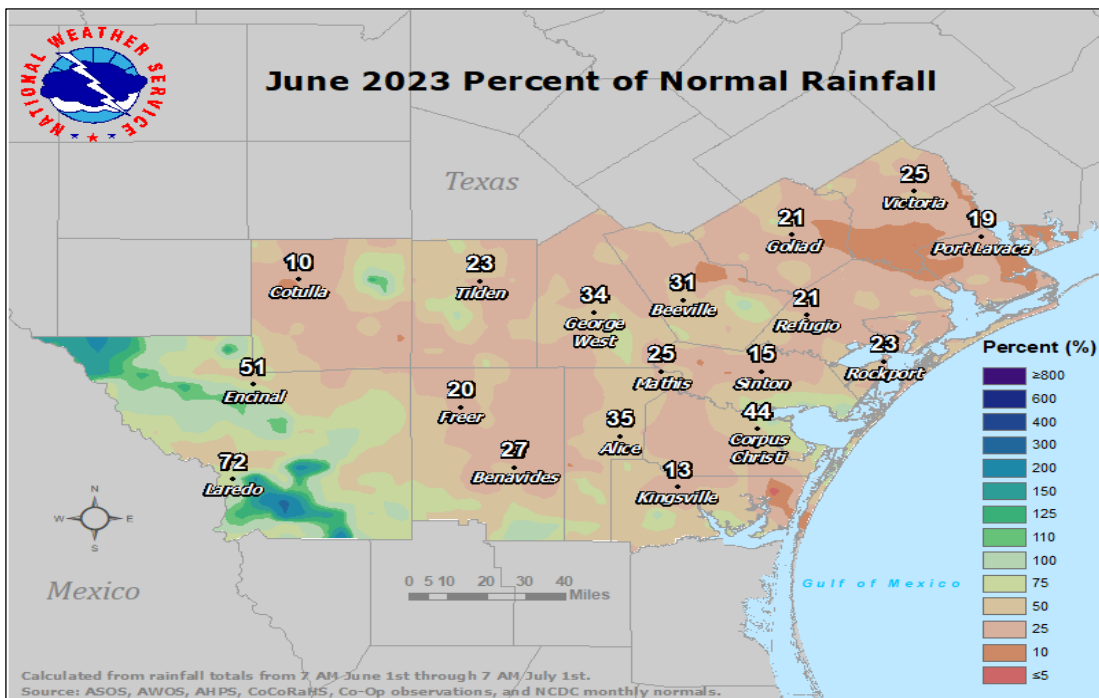 NATIONAL WEATHER SERVICE
June 2023 Percent of Normal Rainfall
Texas
25
Victoria
21
Goliad
19
Port Lavaca
10
Cotulla
23
Tilden
34
George
West
31
Beeville
21
Refugio
23
Rockport
51
Encinal
20
Freer
25
Mathis
15
Sinton
35
Alice
44
Corpus
Christi
72
Laredo
27
Benavides
13
Kingsville
Percent (%)
≥800
600
400
300
200
150
125
110
100
75
50
25
10
≤5
N
W E
S
Mexico
0 5 10 20 30 40
Miles
Gulf of Mexico
Calculated from rainfall totals from 7 AM June 1st through 7 AM July 1st.
Source: ASOS, AWOS, AHPS, CoCoRaHS, Co-Op observations, and NCDC monthly normals.